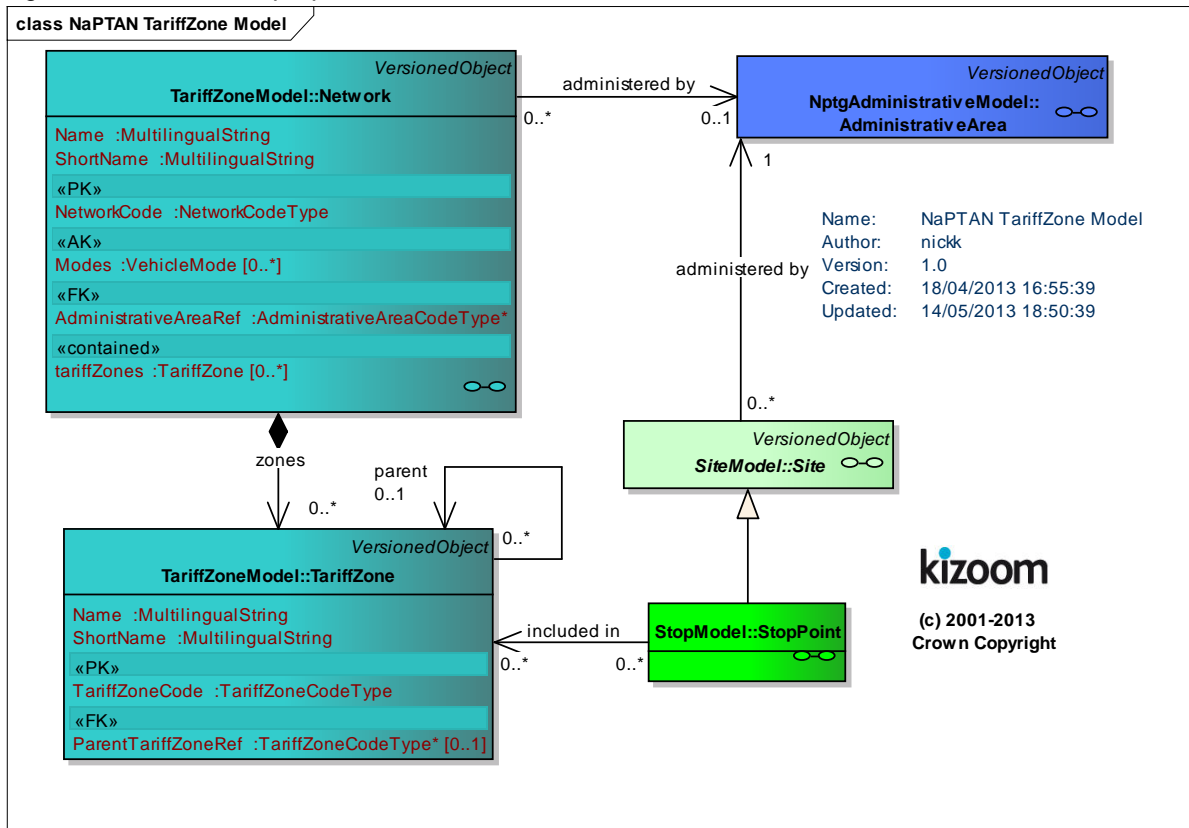 class NaPTAN TariffZone Model
VersionedObject
TariffZoneModel::Network
Name :MultilingualString
ShortName :MultilingualString
«PK»
NetworkCode :NetworkCodeType
«AK»
Modes :VehicleMode [0..*]
«FK»
AdministrativeAreaRef :AdministrativeAreaCodeType*
«contained»
tariffZones :TariffZone [0..*]
administered by
0..*
0..1
VersionedObject
NptgAdministrativeModel::
AdministrativeArea
1
administered by
0..*
Name: NaPTAN TariffZone Model
Author: nickk
Version: 1.0
Created: 18/04/2013 16:55:39
Updated: 14/05/2013 18:50:39
VersionedObject
SiteModel::Site
zones
0..*
parent
0..1
0..*
VersionedObject
TariffZoneModel::TariffZone
Name :MultilingualString
ShortName :MultilingualString
«PK»
TariffZoneCode :TariffZoneCodeType
«FK»
ParentTariffZoneRef :TariffZoneCodeType* [0..1]
included in
0..*
0..*
StopModel::StopPoint
kizoom
(c) 2001-2013
Crown Copyright